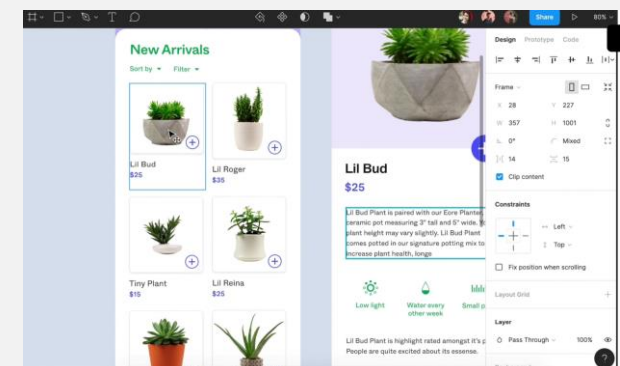 Share
80%
New Arrivals
Sort by
Filter
Lil Bud
$25
Lil Roger
$35
Tiny Plant
$15
Lil Reina
$25
Lil Bud
$25
Lil Bud Plant is paired with our Eore Planter,
ceramic pot measuring 3" tall and 5" wide.
plant height may vary slightly. Lil Bud Plant
comes potted in our signature potting mix to
increase plant health, longe
Low light
Water every
other week
Small
Lil Bud Plant is highlight rated amongst it's
People are quite excited about its essense.
Design Prototype Code
Frame
X 28 Y 227
W 357 H 1001
0° Mixed
14 15
Clip content
Constraints
Left
Top
Fix position when scrolling
Layout Grid
Layer
Pass Through 100%
?